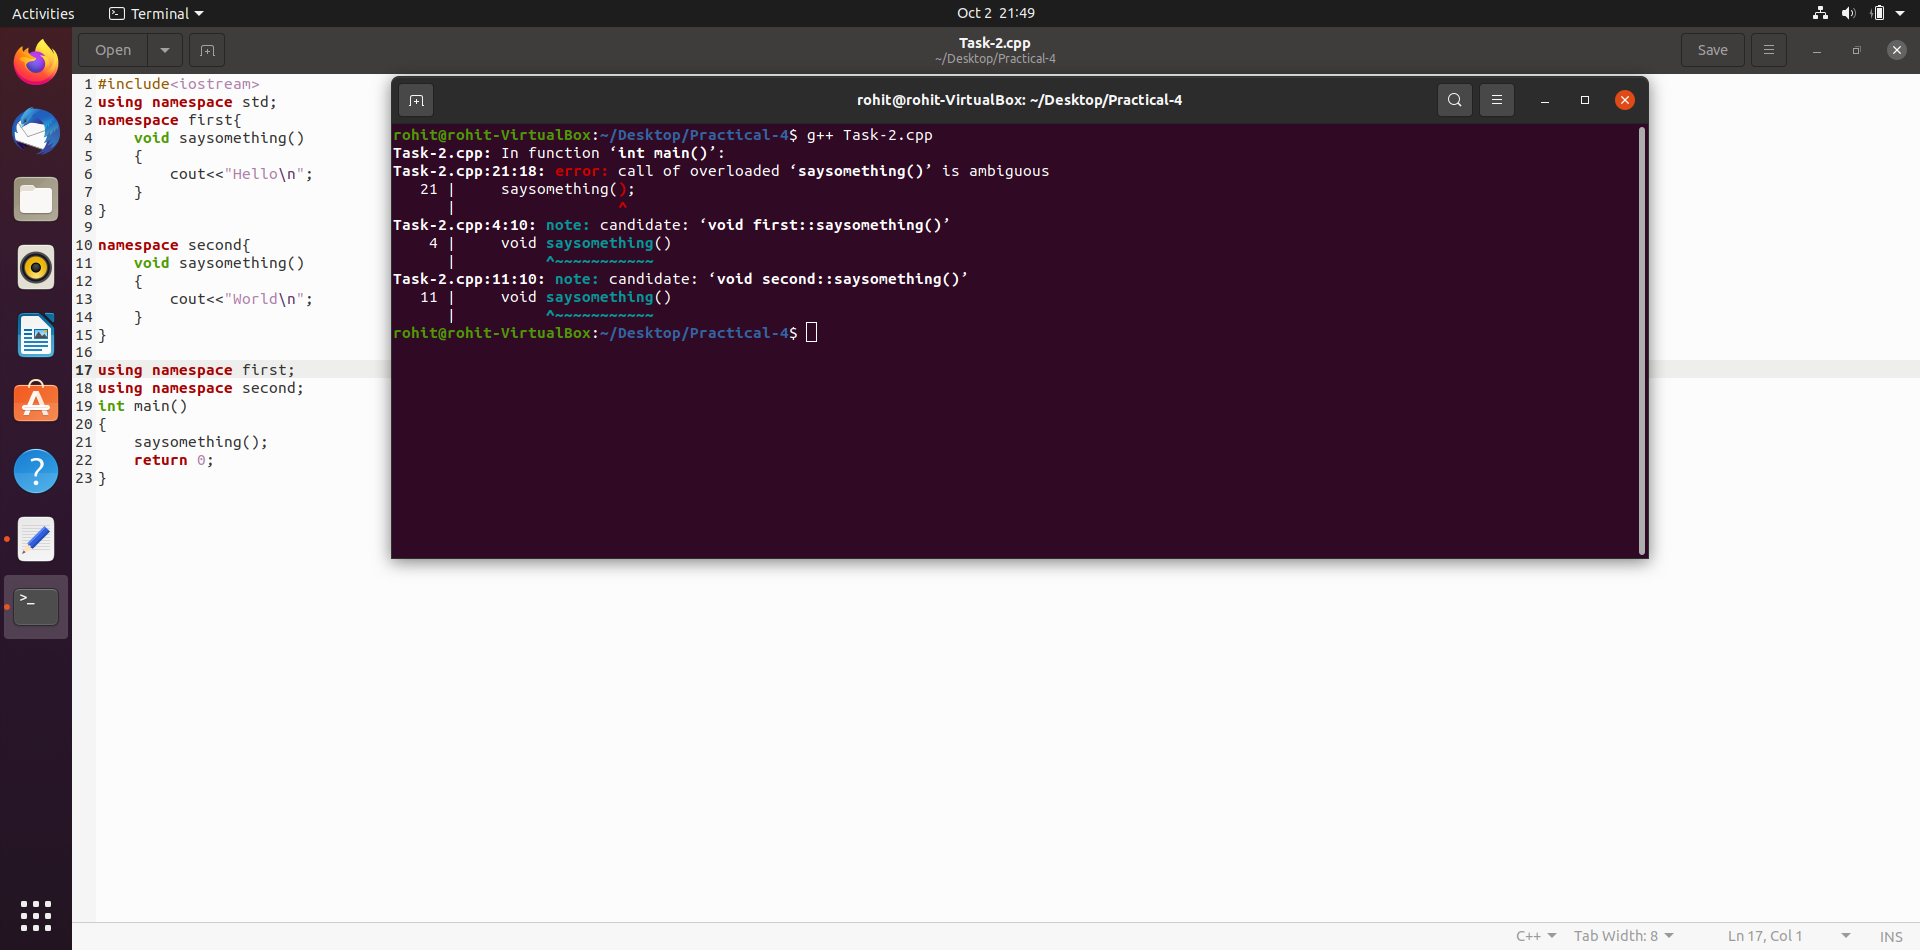 Activities
Terminal
Oct 2 21:49
Open
Task-2.cpp
~/Desktop/Practical-4
Save
1 #include<iostream>
2 using namespace std;
3 namespace first{
4     void saysomething()
5     {
6         cout<<"Hello\n";
7     }
8 }
9
10 namespace second{
11     void saysomething()
12     {
13         cout<<"World\n";
14     }
15 }
16
17 using namespace first;
18 using namespace second;
19 int main()
20 {
21     saysomething();
22     return 0;
23 }
rohit@rohit-VirtualBox: ~/Desktop/Practical-4
rohit@rohit-VirtualBox:~/Desktop/Practical-4$ g++ Task-2.cpp
Task-2.cpp: In function ‘int main()’:
Task-2.cpp:21:18: error: call of overloaded ‘saysomething()’ is ambiguous
   21 |     saysomething();
      |                  ^
Task-2.cpp:4:10: note: candidate: ‘void first::saysomething()’
    4 |     void saysomething()
      |          ^~~~~~~~~~~~
Task-2.cpp:11:10: note: candidate: ‘void second::saysomething()’
   11 |     void saysomething()
      |          ^~~~~~~~~~~~
rohit@rohit-VirtualBox:~/Desktop/Practical-4$
C++
Tab Width: 8
Ln 17, Col 1
INS